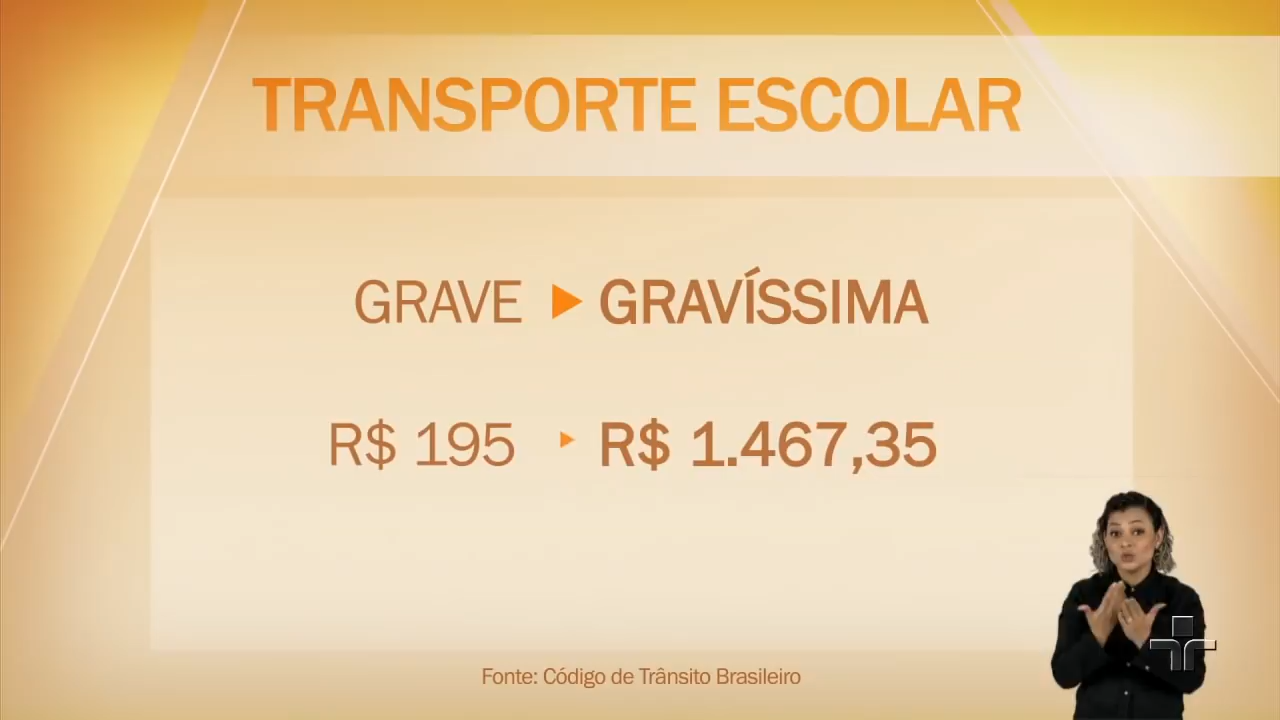 TRANSPORTE ESCOLAR
GRAVE ▶ GRAVÍSSIMA
R$ 195 ▶ R$ 1.467,35
Fonte: Código de Trânsito Brasileiro